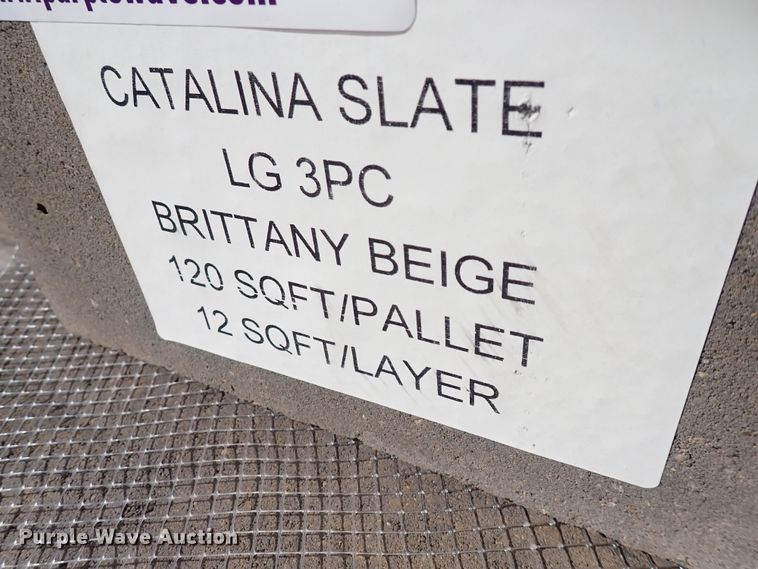 CATALINA SLATE
LG 3PC
BRITTANY BEIGE
120 SQFT/PALLET
12 SQFT/LAYER
Purple Wave Auction